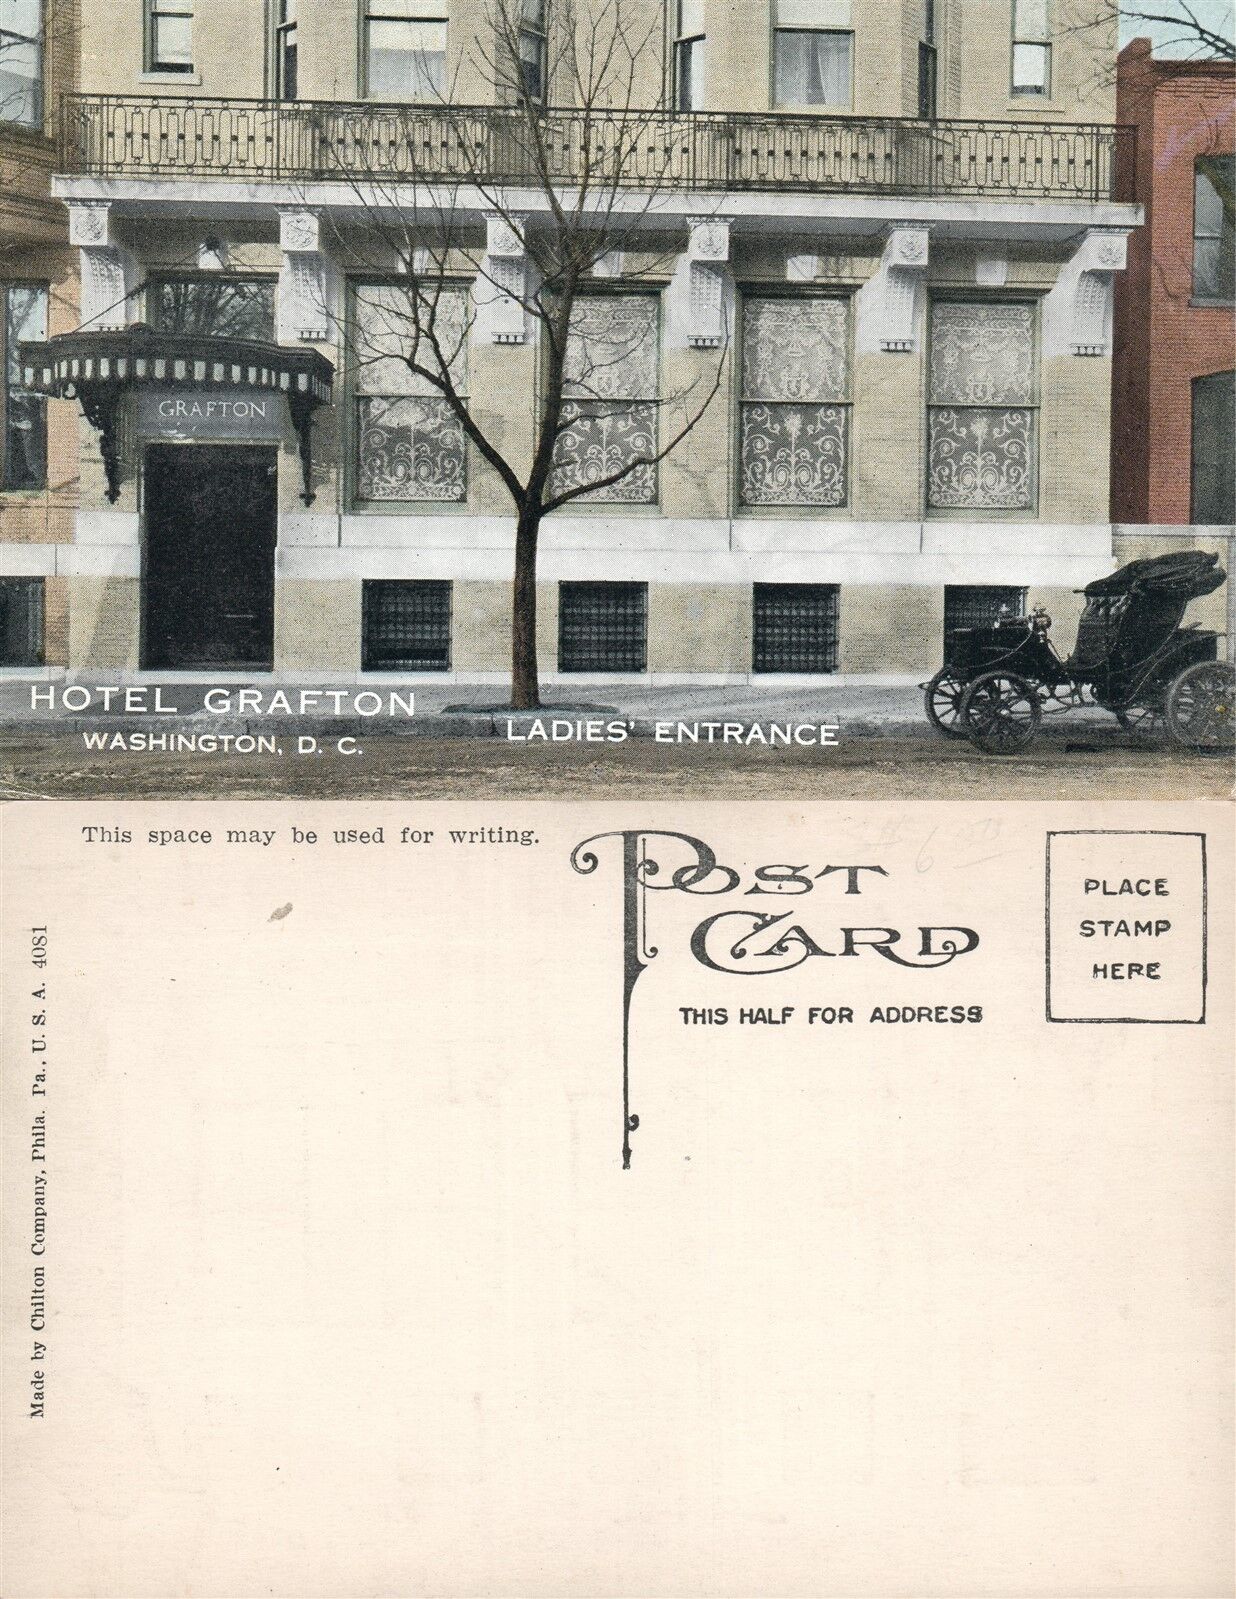 GRAFTON
HOTEL GRAFTON
WASHINGTON, D. C.
LADIES' ENTRANCE
This space may be used for writing.
POST
CARD
THIS HALF FOR ADDRESS
PLACE
STAMP
HERE
Made by Chilton Company, Phila. Pa., U. S. A. 4081